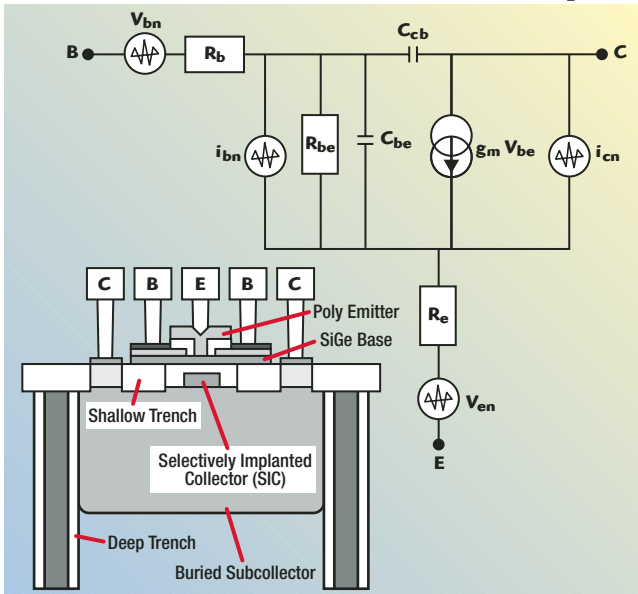 Vbn
B
Rb
Ccb
C
ibn
Rbe
Cbe
gm Vbe
icn
C
B
E
B
C
Poly Emitter
SiGe Base
Re
Shallow Trench
Ven
Selectively Implanted
Collector (SIC)
E
Deep Trench
Buried Subcollector